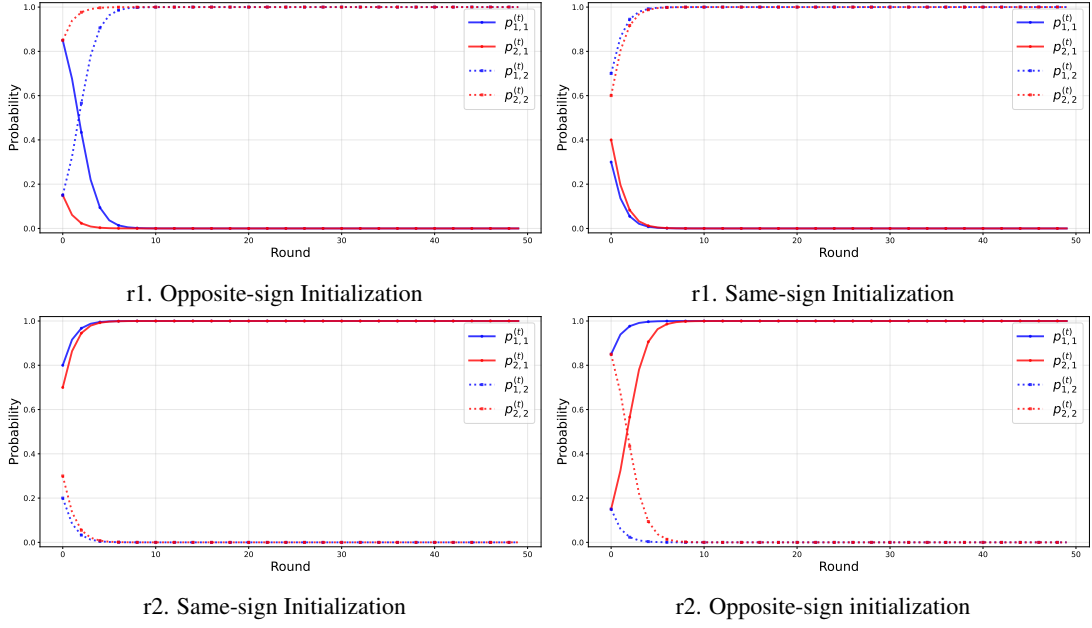 1.0
0.8
0.6
0.4
0.2
0.0
Probability
0 10 20 30 40 50
Round
p_{1,1}^{(t)}
p_{2,1}^{(t)}
p_{1,2}^{(t)}
p_{2,2}^{(t)}
r1. Opposite-sign Initialization
1.0
0.8
0.6
0.4
0.2
0.0
Probability
0 10 20 30 40 50
Round
p_{1,1}^{(t)}
p_{2,1}^{(t)}
p_{1,2}^{(t)}
p_{2,2}^{(t)}
r1. Same-sign Initialization
1.0
0.8
0.6
0.4
0.2
0.0
Probability
0 10 20 30 40 50
Round
p_{1,1}^{(t)}
p_{2,1}^{(t)}
p_{1,2}^{(t)}
p_{2,2}^{(t)}
r2. Same-sign Initialization
1.0
0.8
0.6
0.4
0.2
0.0
Probability
0 10 20 30 40 50
Round
p_{1,1}^{(t)}
p_{2,1}^{(t)}
p_{1,2}^{(t)}
p_{2,2}^{(t)}
r2. Opposite-sign initialization